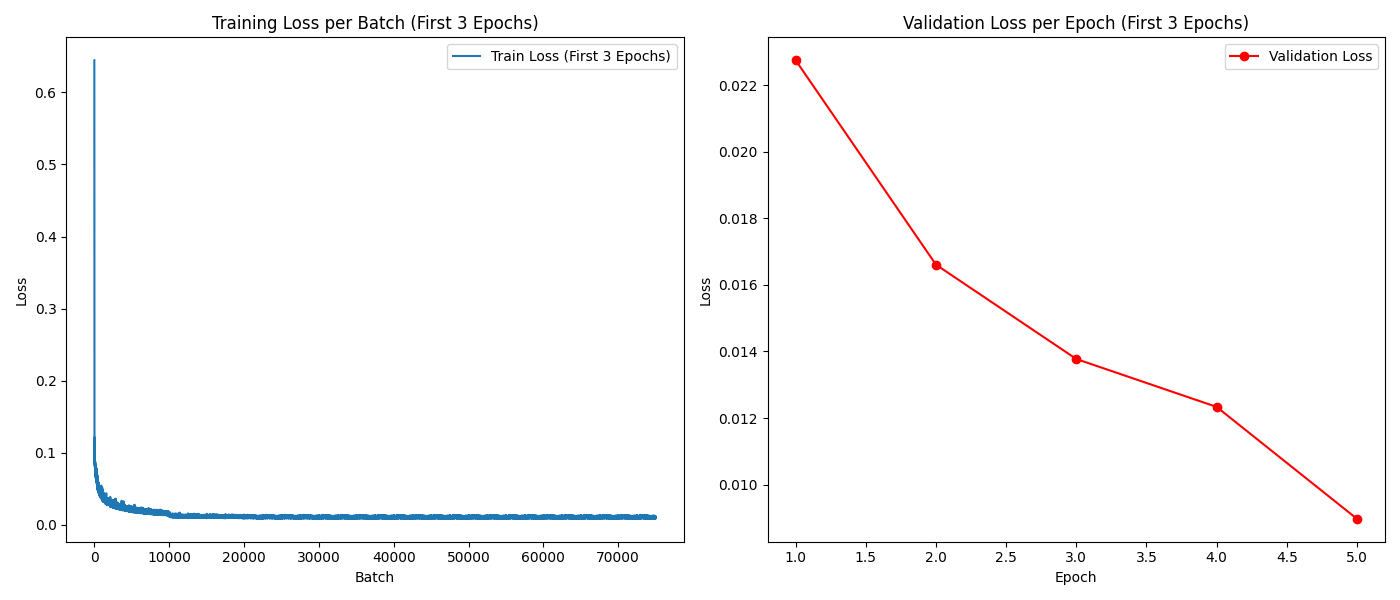 Training Loss per Batch (First 3 Epochs)
Train Loss (First 3 Epochs)
Loss
0.6
0.5
0.4
0.3
0.2
0.1
0.0
0 10000 20000 30000 40000 50000 60000 70000
Batch
Validation Loss per Epoch (First 3 Epochs)
Validation Loss
Loss
0.022
0.020
0.018
0.016
0.014
0.012
0.010
1.0 1.5 2.0 2.5 3.0 3.5 4.0 4.5 5.0
Epoch